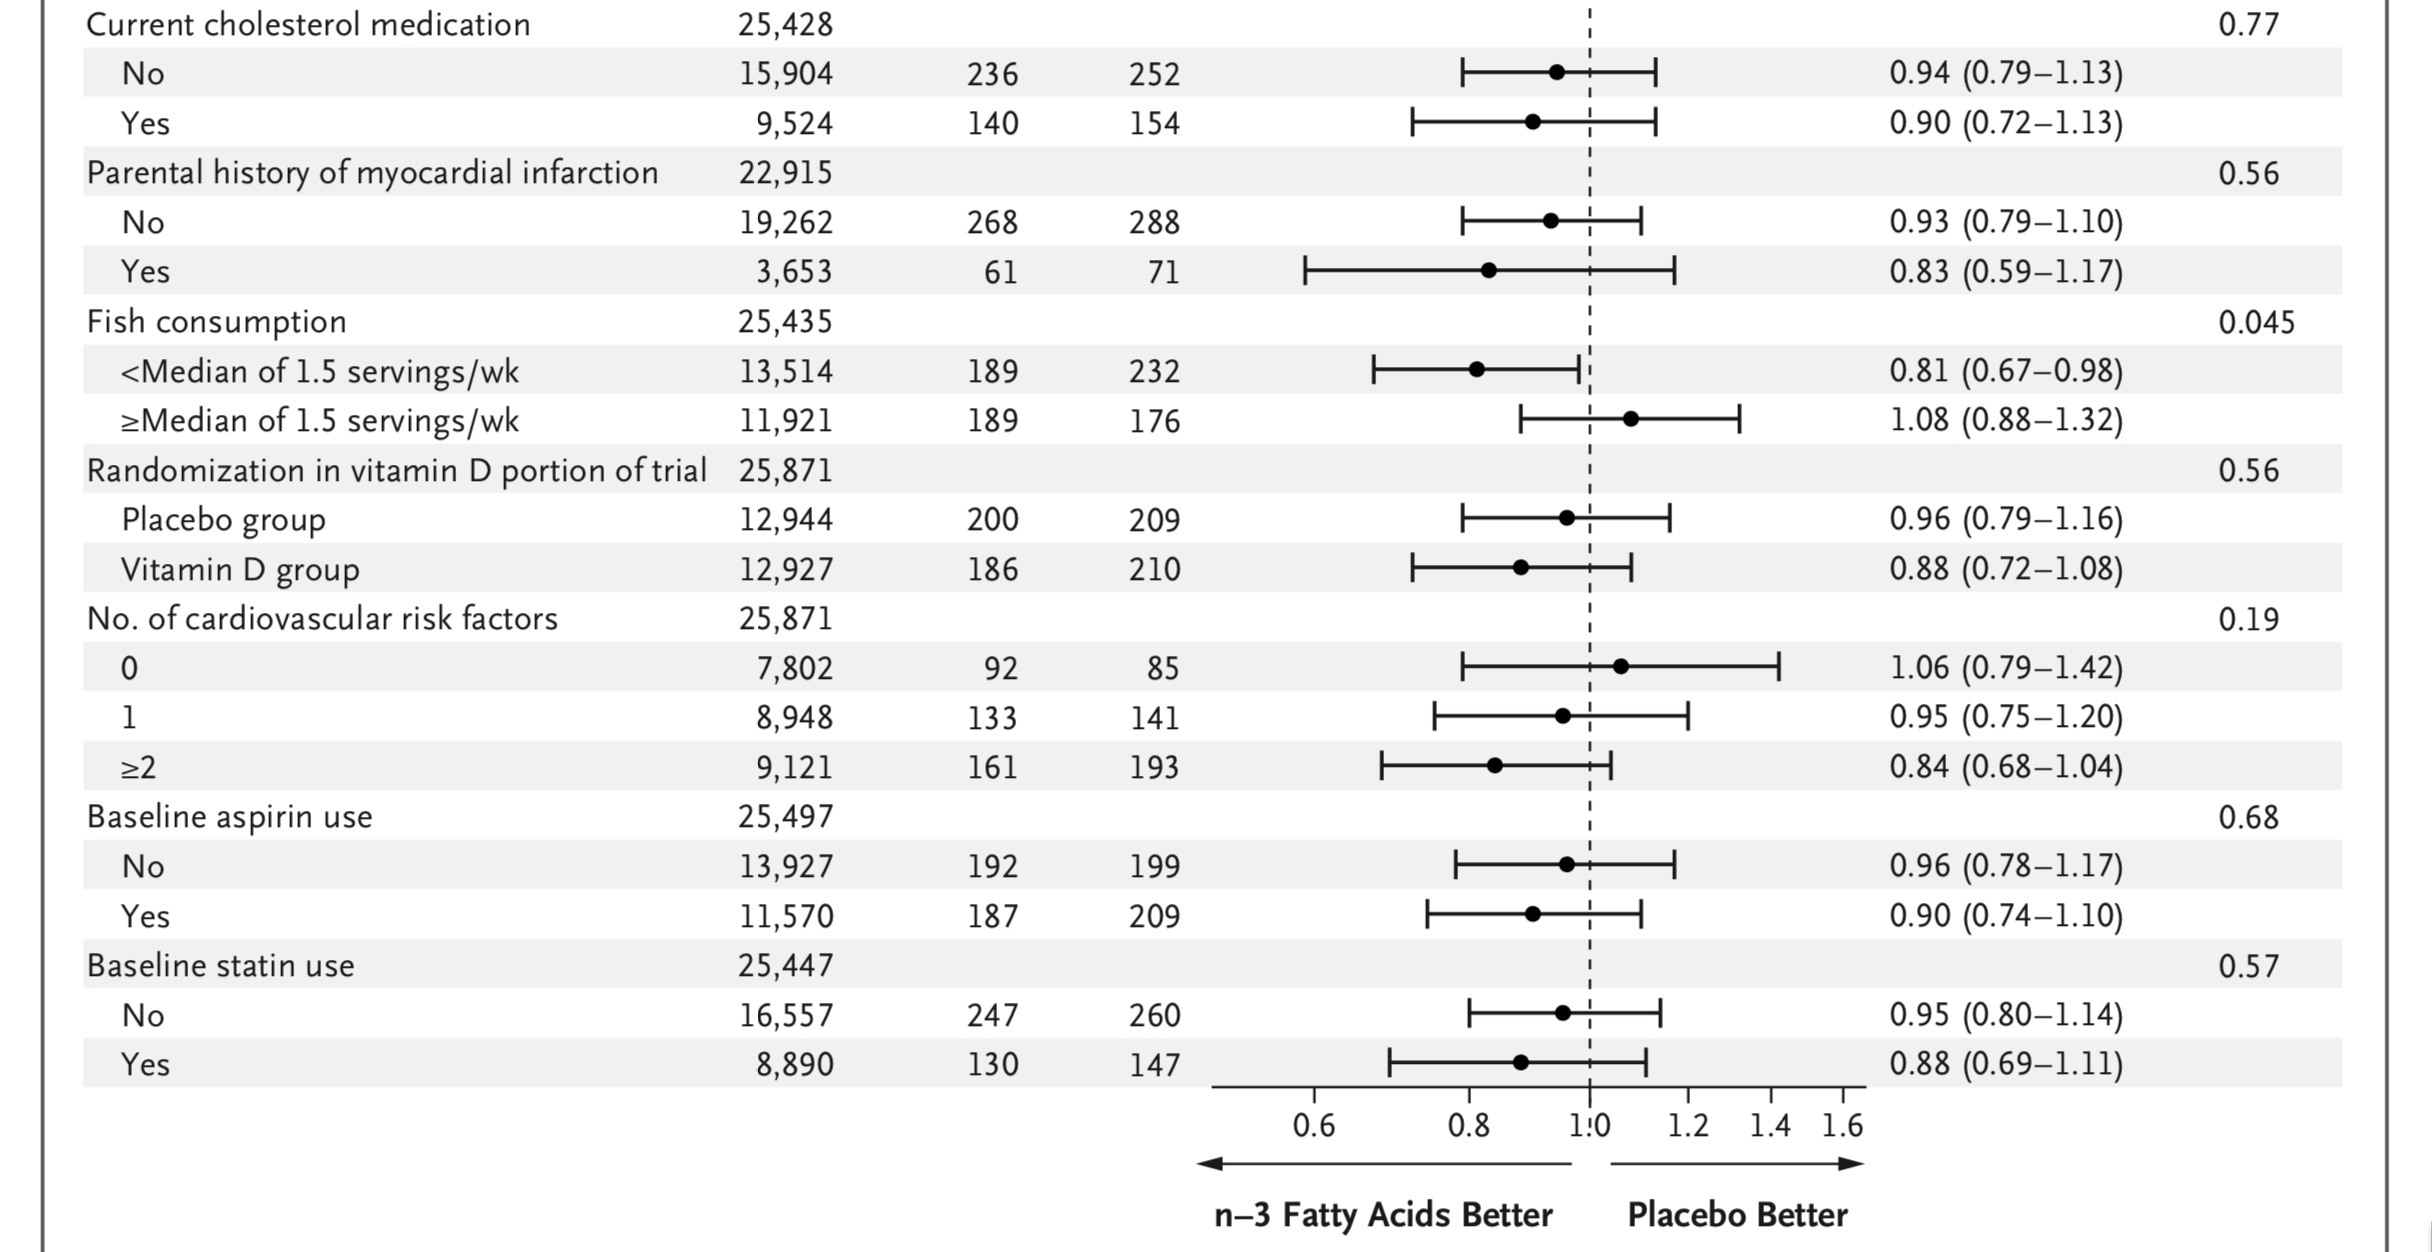 Current cholesterol medication 25,428 0.77
No 15,904 236 252 0.94 (0.79–1.13)
Yes 9,524 140 154 0.90 (0.72–1.13)
Parental history of myocardial infarction 22,915 0.56
No 19,262 268 288 0.93 (0.79–1.10)
Yes 3,653 61 71 0.83 (0.59–1.17)
Fish consumption 25,435 0.045
<Median of 1.5 servings/wk 13,514 189 232 0.81 (0.67–0.98)
≥Median of 1.5 servings/wk 11,921 189 176 1.08 (0.88–1.32)
Randomization in vitamin D portion of trial 25,871 0.56
Placebo group 12,944 200 209 0.96 (0.79–1.16)
Vitamin D group 12,927 186 210 0.88 (0.72–1.08)
No. of cardiovascular risk factors 25,871 0.19
0 7,802 92 85 1.06 (0.79–1.42)
1 8,948 133 141 0.95 (0.75–1.20)
≥2 9,121 161 193 0.84 (0.68–1.04)
Baseline aspirin use 25,497 0.68
No 13,927 192 199 0.96 (0.78–1.17)
Yes 11,570 187 209 0.90 (0.74–1.10)
Baseline statin use 25,447 0.57
No 16,557 247 260 0.95 (0.80–1.14)
Yes 8,890 130 147 0.88 (0.69–1.11)
0.6 0.8 1.0 1.2 1.4 1.6
n–3 Fatty Acids Better Placebo Better